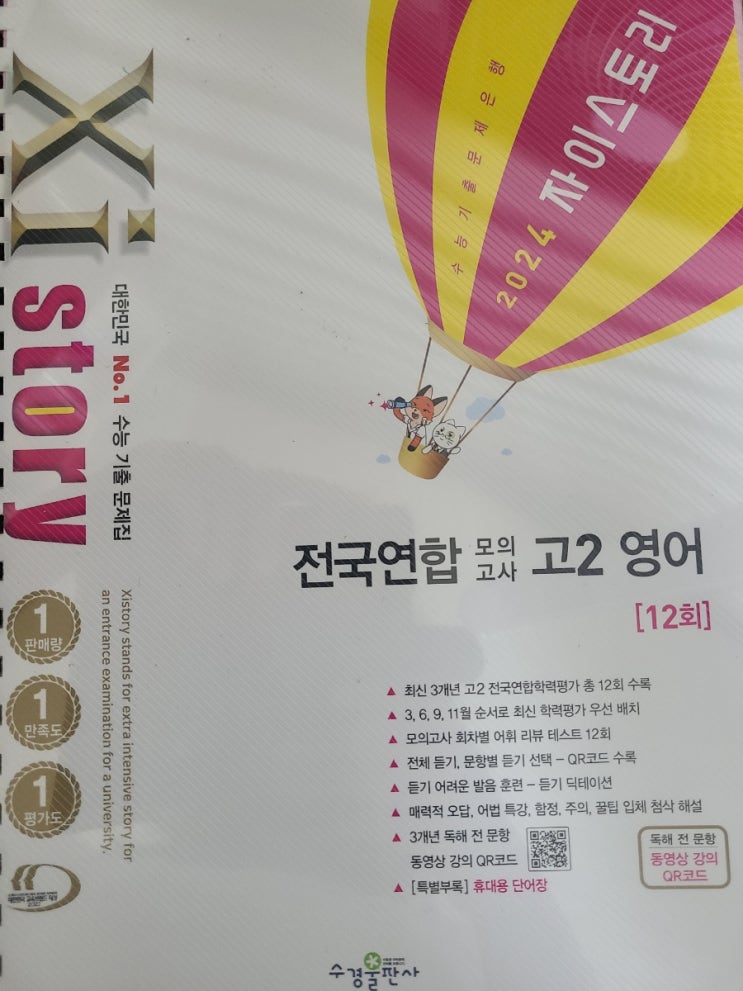 Xi
story
대한민국 No.1 수능 기출 문제집
Xistory stands for extra intensive story for
an entrance examination for a university.
수능기출문제은행
2024 자이스토리
전국연합 모의고사 고2 영어
[12회]
▲ 최신 3개년 고2 전국연합학력평가 총 12회 수록
▲ 3, 6, 9, 11월 순서로 최신 학력평가 우선 배치
▲ 모의고사 회차별 어휘 리뷰 테스트 12회
▲ 전체 듣기, 문항별 듣기 선택 – QR코드 수록
▲ 듣기 어려운 발음 훈련 – 듣기 딕테이션
▲ 매력적 오답, 어법 특강, 함정, 주의, 꿀팁 입체 첨삭 해설
▲ 3개년 독해 전 문항
동영상 강의 QR코드
▲ [특별부록] 휴대용 단어장
독해 전 문항
동영상 강의
QR코드
1
판매량
1
만족도
1
평가도
수경출판사